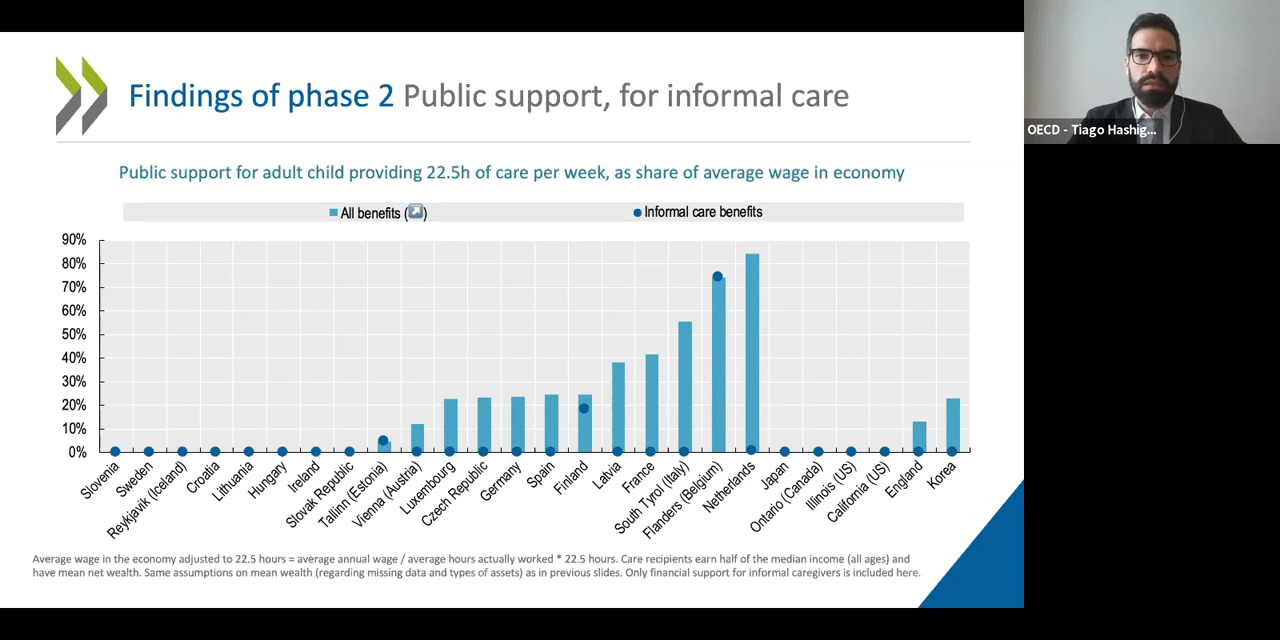 Findings of phase 2 Public support, for informal care
OECD - Tiago Hashig...
Public support for adult child providing 22.5h of care per week, as share of average wage in economy
All benefits (↗) Informal care benefits
90%
80%
70%
60%
50%
40%
30%
20%
10%
0%
Slovenia
Sweden
Reykjavik (Iceland)
Croatia
Lithuania
Hungary
Ireland
Slovak Republic
Tallinn (Estonia)
Vienna (Austria)
Luxembourg
Czech Republic
Germany
Spain
Finland
Latvia
France
South Tyrol (Italy)
Flanders (Belgium)
Netherlands
Japan
Ontario (Canada)
Illinois (US)
California (US)
England
Korea
Average wage in the economy adjusted to 22.5 hours = average annual wage / average hours actually worked * 22.5 hours. Care recipients earn half of the median income (all ages) and
have mean net wealth. Same assumptions on mean wealth (regarding missing data and types of assets) as in previous slides. Only financial support for informal caregivers is included here.